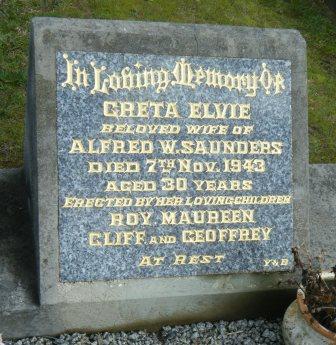 In Loving Memory Of
GRETA ELVIE
BELOVED WIFE OF
ALFRED W. SAUNDERS
DIED 7TH NOV. 1943
AGED 30 YEARS
ERECTED BY HER LOVING CHILDREN
ROY, MAUREEN
CLIFF AND GEOFFREY
AT REST Y&B